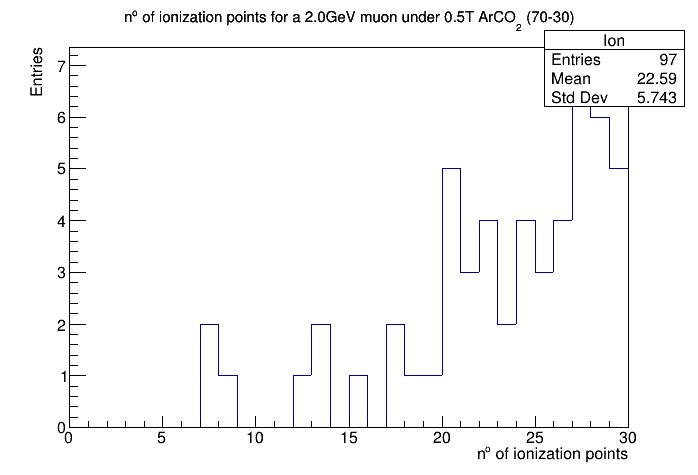 nº of ionization points for a 2.0GeV muon under 0.5T ArCO₂ (70-30)
Ion
Entries 97
Mean 22.59
Std Dev 5.743
Entries
7
6
5
4
3
2
1
0
0 5 10 15 20 25 30
nº of ionization points